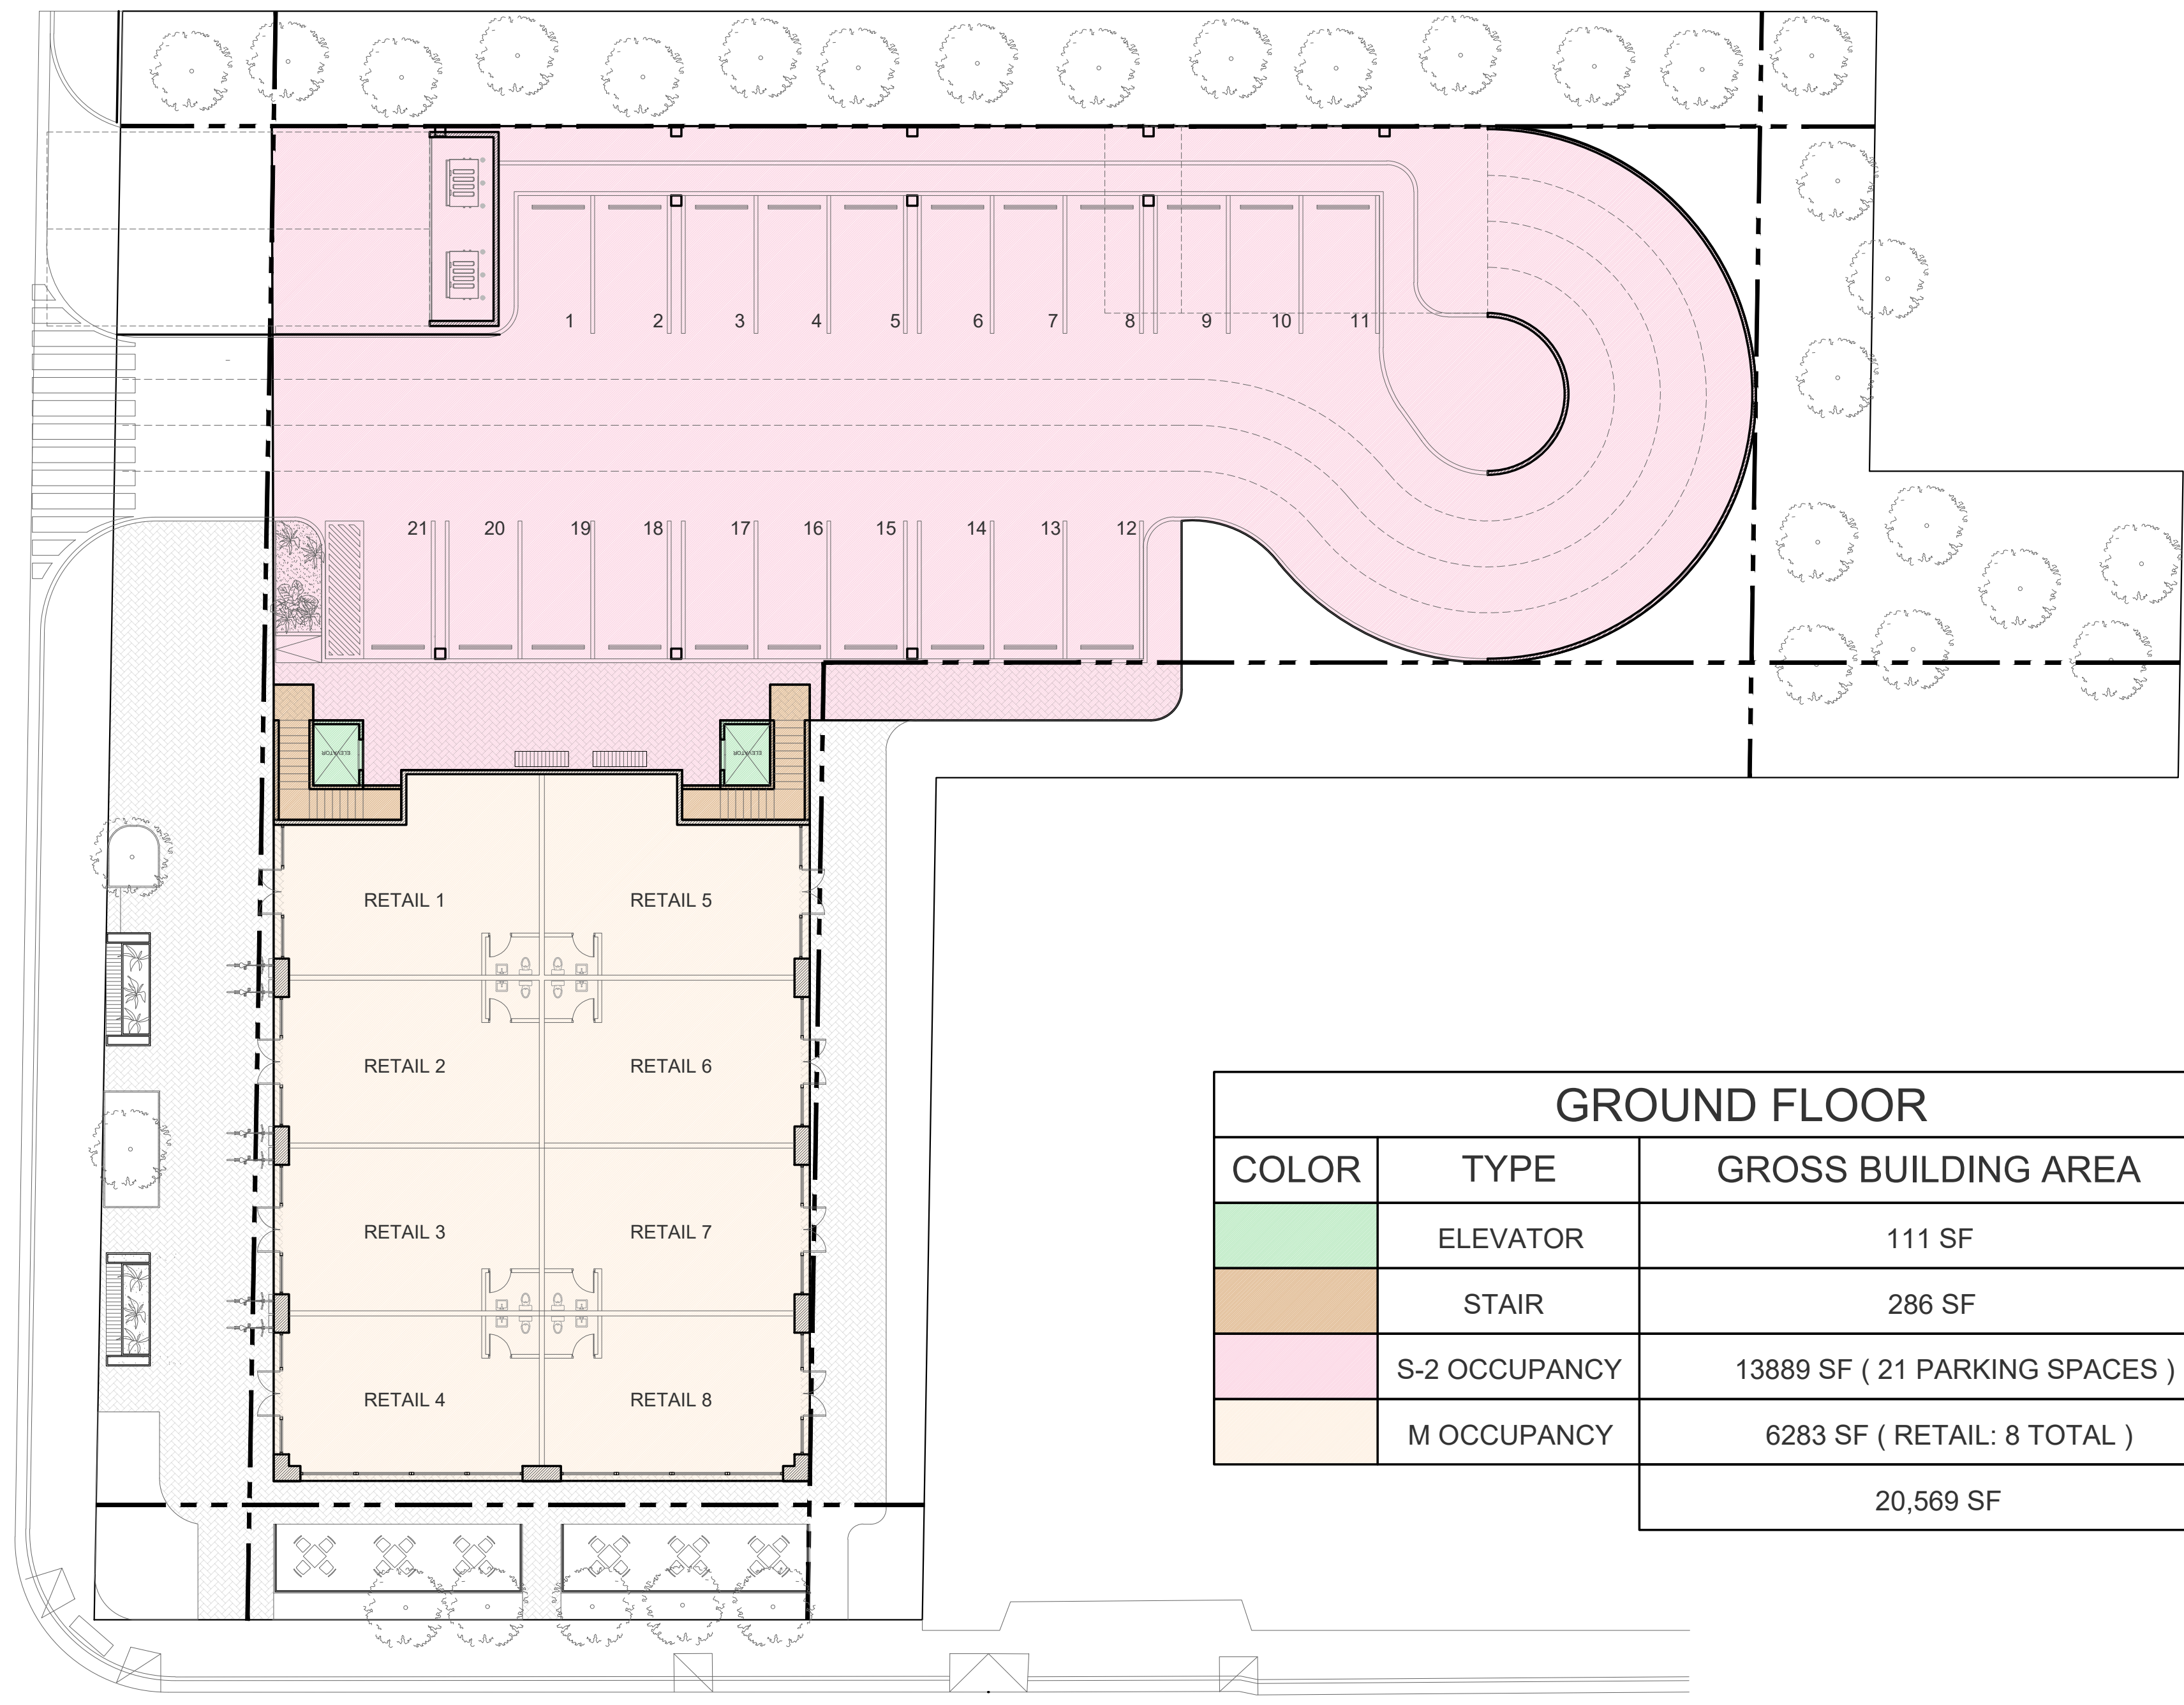 1 2 3 4 5 6 7 8 9 10 11
21 20 19 18 17 16 15 14 13 12
ELEVATOR ELEVATOR
RETAIL 1 RETAIL 5
RETAIL 2 RETAIL 6
RETAIL 3 RETAIL 7
RETAIL 4 RETAIL 8
GROUND FLOOR
COLOR TYPE GROSS BUILDING AREA
ELEVATOR 111 SF
STAIR 286 SF
S-2 OCCUPANCY 13889 SF ( 21 PARKING SPACES )
M OCCUPANCY 6283 SF ( RETAIL: 8 TOTAL )
20,569 SF